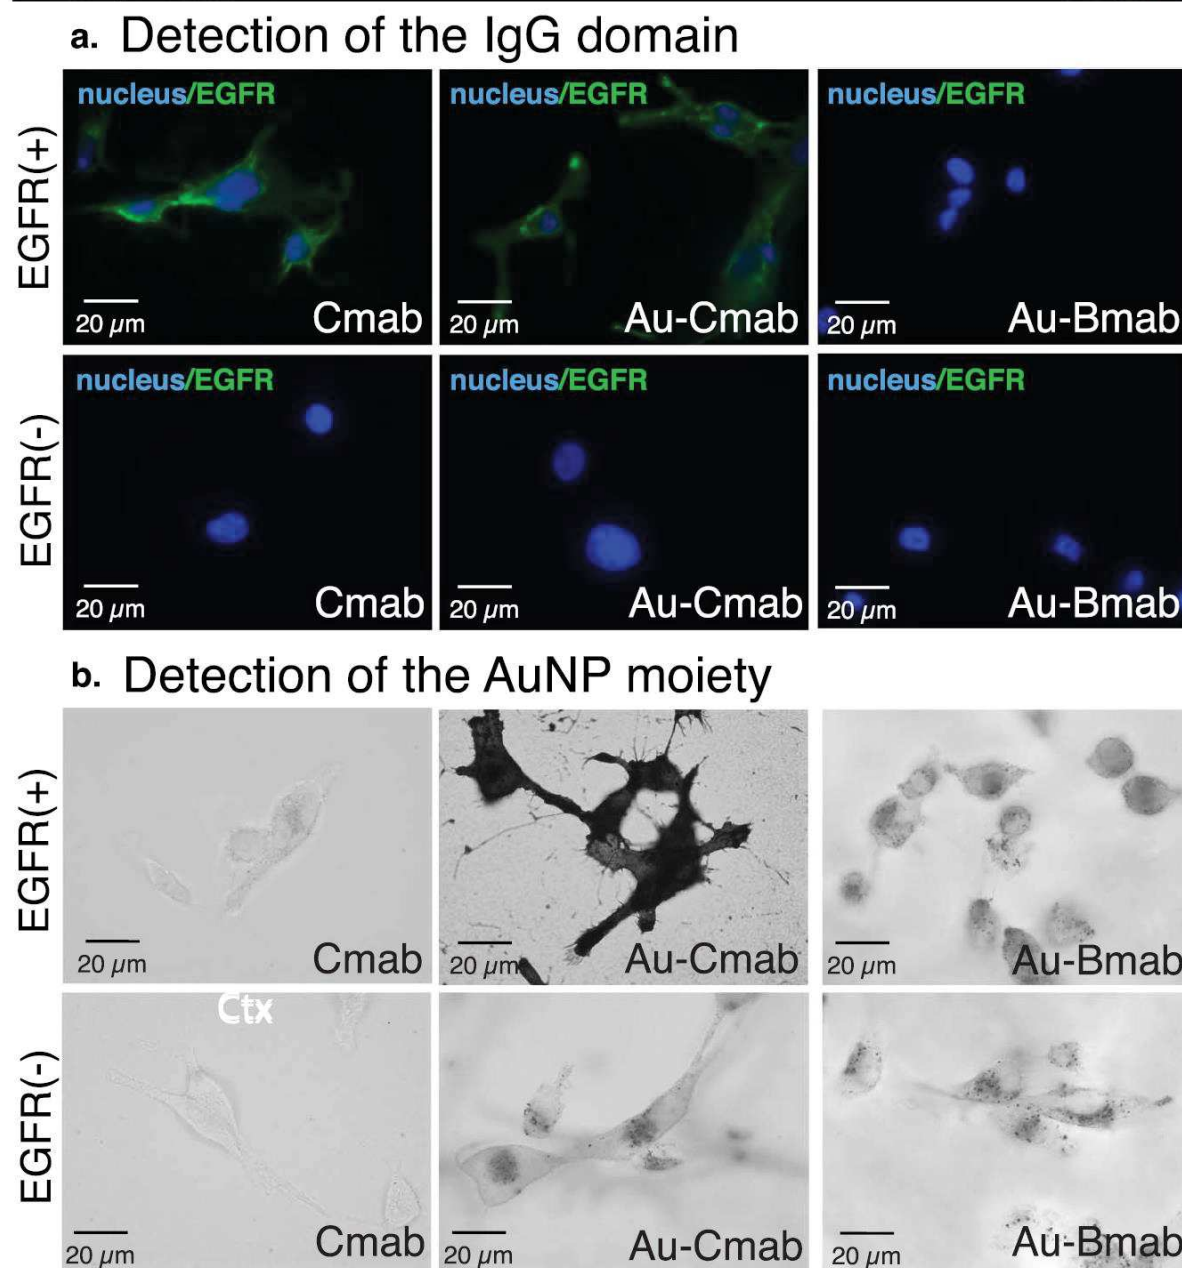 a. Detection of the IgG domain
EGFR(+)
nucleus/EGFR
20 µm
Cmab
nucleus/EGFR
20 µm
Au-Cmab
nucleus/EGFR
20 µm
Au-Bmab
EGFR(-)
nucleus/EGFR
20 µm
Cmab
nucleus/EGFR
20 µm
Au-Cmab
nucleus/EGFR
20 µm
Au-Bmab
b. Detection of the AuNP moiety
EGFR(+)
20 µm
Cmab
20 µm
Au-Cmab
20 µm
Au-Bmab
EGFR(-)
Ctx
20 µm
Cmab
20 µm
Au-Cmab
20 µm
Au-Bmab